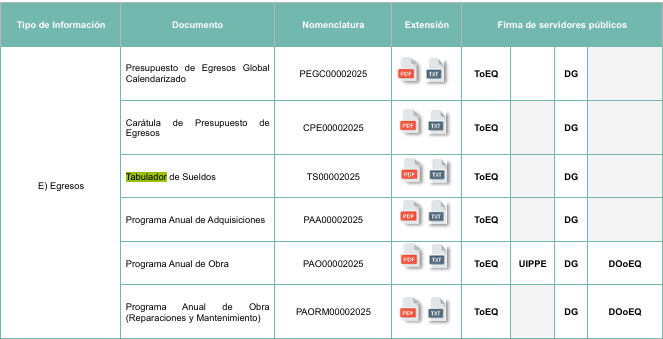 Tipo de Información Documento Nomenclatura Extensión Firma de servidores públicos
E) Egresos
Presupuesto de Egresos Global
Calendarizado
PEGC00002025 PDF TXT ToEQ DG
Carátula de Presupuesto de
Egresos
CPE00002025 PDF TXT ToEQ DG
Tabulador de Sueldos TS00002025 PDF TXT ToEQ DG
Programa Anual de Adquisiciones PAA00002025 PDF TXT ToEQ DG
Programa Anual de Obra PAO00002025 PDF TXT ToEQ UIPPE DG DOoEQ
Programa Anual de Obra
(Reparaciones y Mantenimiento)
PAORM00002025 PDF TXT ToEQ DG DOoEQ